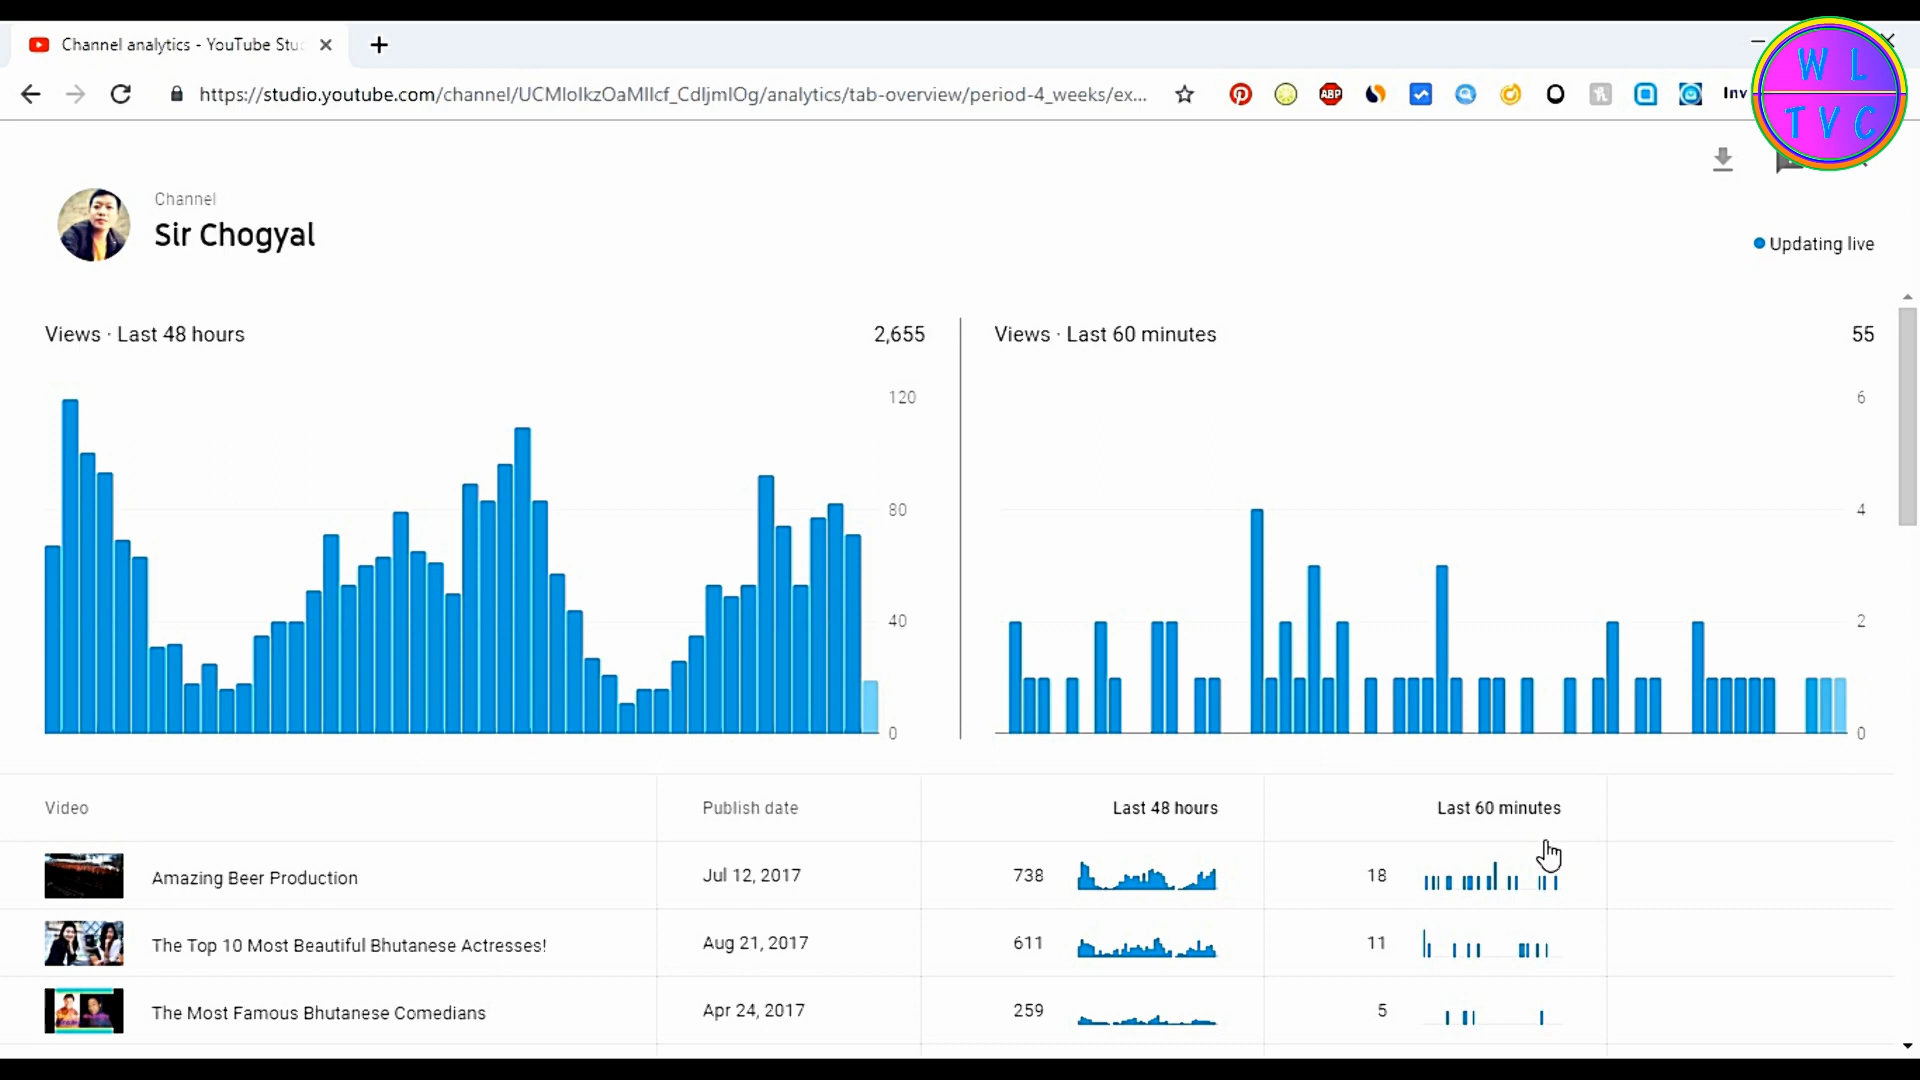 Channel analytics - YouTube Stu
https://studio.youtube.com/channel/UCMIolkzOaMIlcf_CdljmIOg/analytics/tab-overview/period-4_weeks/ex...
ABP
Inv
W L
T V C
Channel
Sir Chogyal
Updating live
Views · Last 48 hours 2,655
Views · Last 60 minutes 55
120
80
40
0
6
4
2
0
Video Publish date Last 48 hours Last 60 minutes
Amazing Beer Production Jul 12, 2017 738 18
The Top 10 Most Beautiful Bhutanese Actresses! Aug 21, 2017 611 11
The Most Famous Bhutanese Comedians Apr 24, 2017 259 5